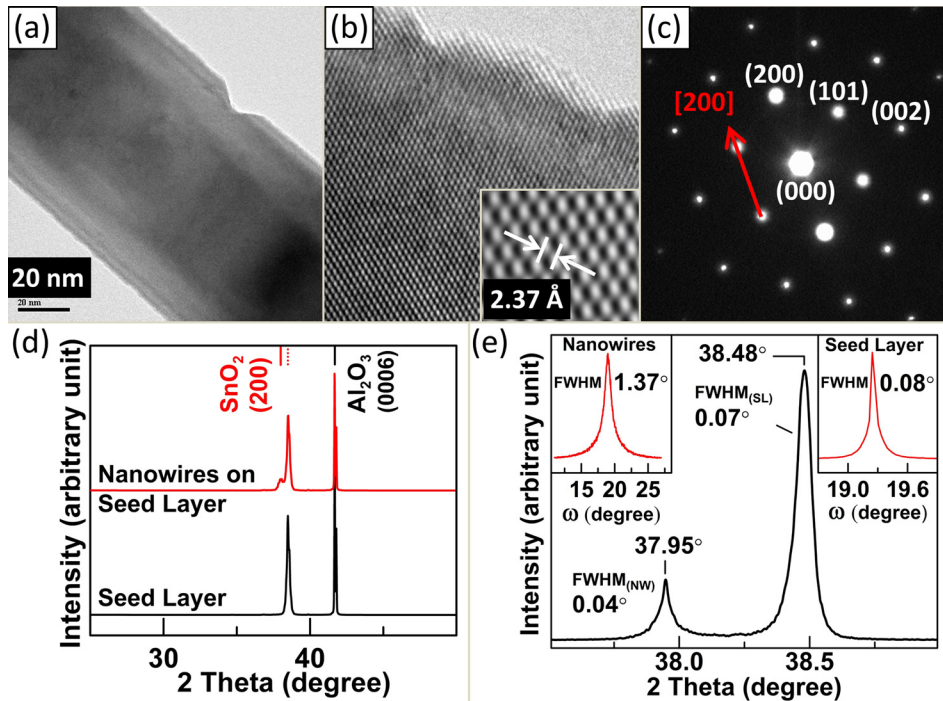 (a)
20 nm
20 nm
(b)
2.37 Å
(c)
(200)
(101)
(002)
[200]
(000)
(d)
Intensity (arbitrary unit)
SnO₂
(200)
Al₂O₃
(0006)
Nanowires on
Seed Layer
Seed Layer
30
40
2 Theta (degree)
(e)
Intensity (arbitrary unit)
Nanowires
FWHM 1.37°
15 20 25
ω (degree)
38.48°
FWHM(SL)
0.07°
Seed Layer
FWHM 0.08°
19.0 19.6
ω (degree)
37.95°
FWHM(NW)
0.04°
38.0
38.5
2 Theta (degree)